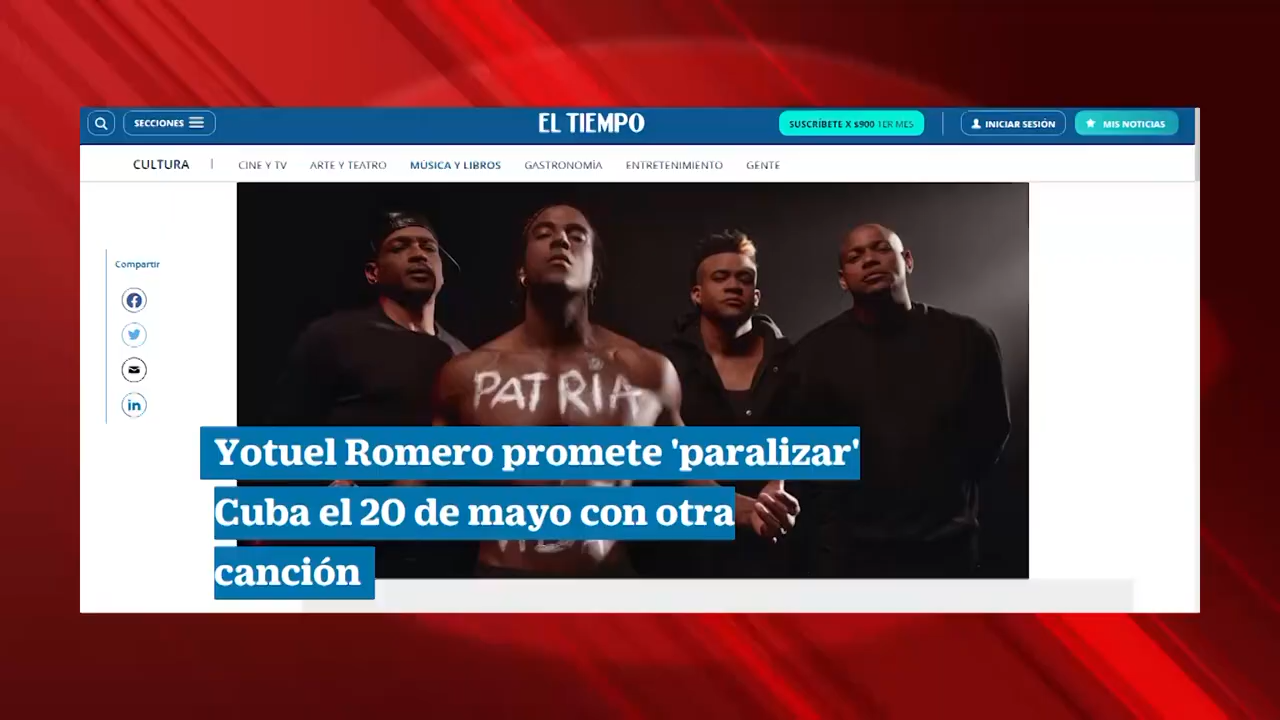 SECCIONES
EL TIEMPO
SUSCRÍBETE X $900 1ER MES
INICIAR SESIÓN
MIS NOTICIAS
CULTURA
CINE Y TV
ARTE Y TEATRO
MÚSICA Y LIBROS
GASTRONOMÍA
ENTRETENIMIENTO
GENTE
Compartir
PATRIA
Yotuel Romero promete 'paralizar'
Cuba el 20 de mayo con otra
canción